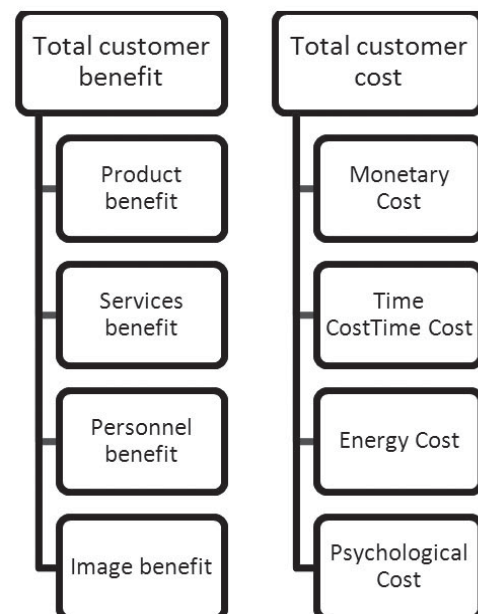 Total customer
benefit
Product
benefit
Services
benefit
Personnel
benefit
Image benefit
Total customer
cost
Monetary
Cost
Time
CostTime Cost
Energy Cost
Psychological
Cost